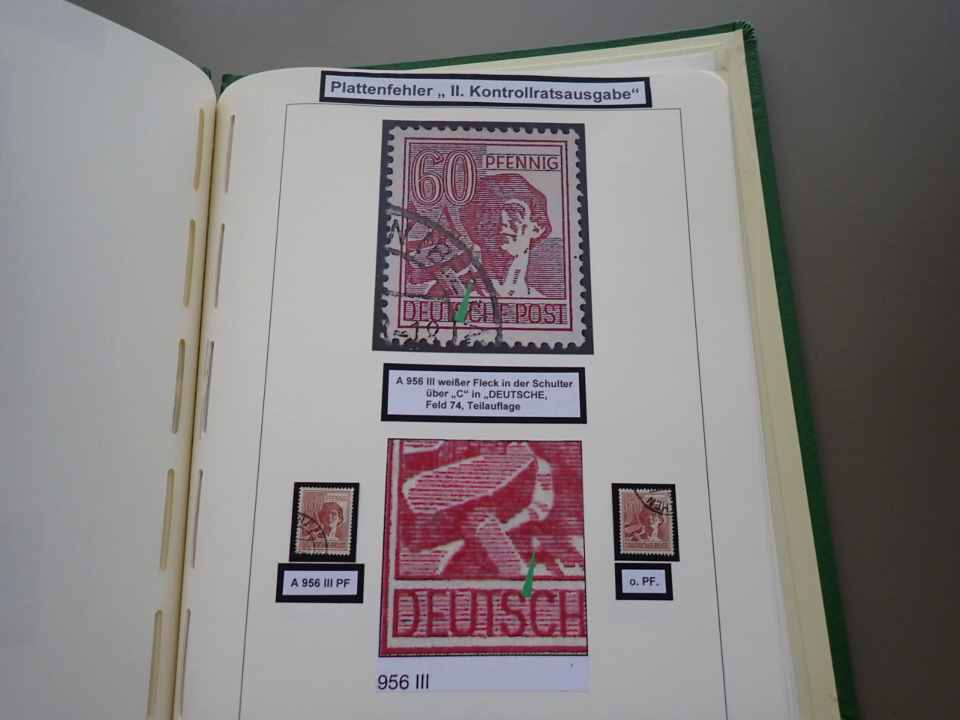 Plattenfehler „ II. Kontrollratsausgabe“
60 PFENNIG
DEUTSCHE POST
A 956 III weißer Fleck in der Schulter
über „C“ in „DEUTSCHE,
Feld 74, Teilauflage
DEUTSCH
956 III
A 956 III PF
HEN
o. PF.